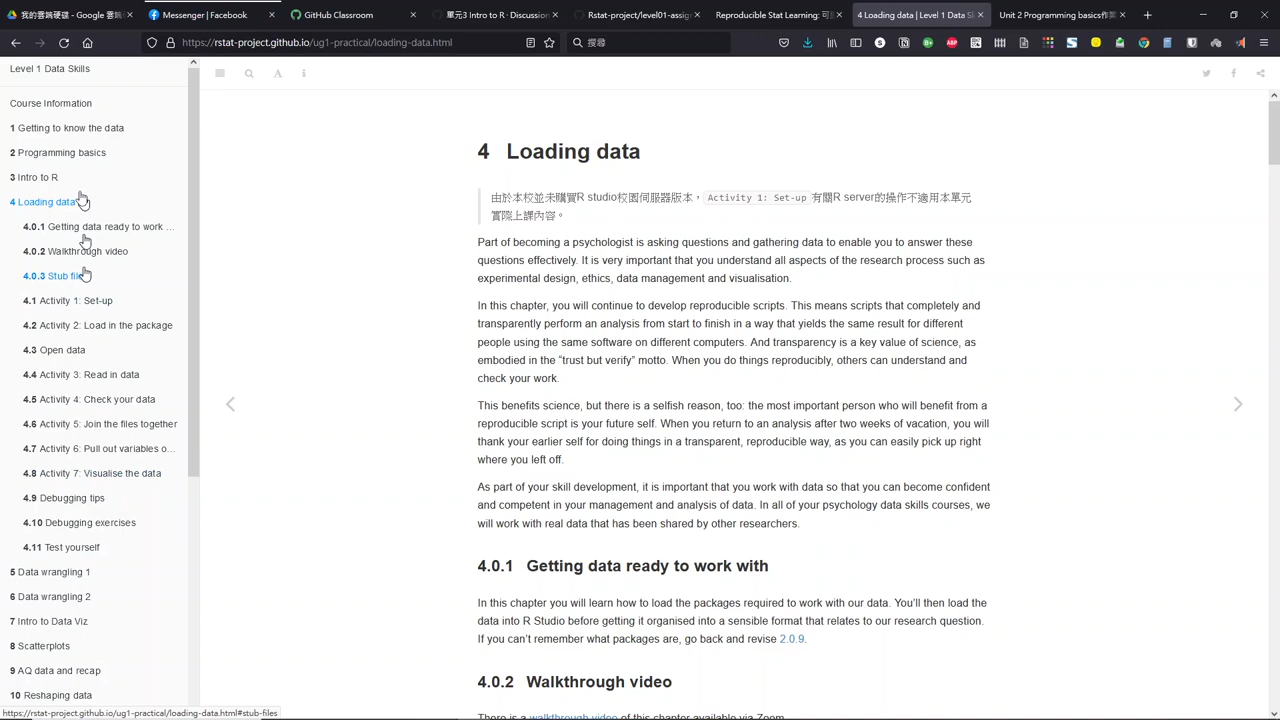 我的雲端硬碟 - Google 雲端
Messenger | Facebook
GitHub Classroom
單元3 Intro to R · Discussion
Rstat-project/level01-assig
Reproducible Stat Learning: 可
4 Loading data | Level 1 Data Sk
Unit 2 Programming basics作業
https://rstat-project.github.io/ug1-practical/loading-data.html
搜尋
Level 1 Data Skills
Course Information
1 Getting to know the data
2 Programming basics
3 Intro to R
4 Loading data
4.0.1 Getting data ready to work ...
4.0.2 Walkthrough video
4.0.3 Stub files
4.1 Activity 1: Set-up
4.2 Activity 2: Load in the package
4.3 Open data
4.4 Activity 3: Read in data
4.5 Activity 4: Check your data
4.6 Activity 5: Join the files together
4.7 Activity 6: Pull out variables o...
4.8 Activity 7: Visualise the data
4.9 Debugging tips
4.10 Debugging exercises
4.11 Test yourself
5 Data wrangling 1
6 Data wrangling 2
7 Intro to Data Viz
8 Scatterplots
9 AQ data and recap
10 Reshaping data
https://rstat-project.github.io/ug1-practical/loading-data.html#stub-files
4 Loading data
由於本校並未購買R studio校園伺服器版本，Activity 1: Set-up有關R server的操作不適用本單元
實際上課內容。
Part of becoming a psychologist is asking questions and gathering data to enable you to answer these
questions effectively. It is very important that you understand all aspects of the research process such as
experimental design, ethics, data management and visualisation.
In this chapter, you will continue to develop reproducible scripts. This means scripts that completely and
transparently perform an analysis from start to finish in a way that yields the same result for different
people using the same software on different computers. And transparency is a key value of science, as
embodied in the “trust but verify” motto. When you do things reproducibly, others can understand and
check your work.
This benefits science, but there is a selfish reason, too: the most important person who will benefit from a
reproducible script is your future self. When you return to an analysis after two weeks of vacation, you will
thank your earlier self for doing things in a transparent, reproducible way, as you can easily pick up right
where you left off.
As part of your skill development, it is important that you work with data so that you can become confident
and competent in your management and analysis of data. In all of your psychology data skills courses, we
will work with real data that has been shared by other researchers.
4.0.1 Getting data ready to work with
In this chapter you will learn how to load the packages required to work with our data. You’ll then load the
data into R Studio before getting it organised into a sensible format that relates to our research question.
If you can’t remember what packages are, go back and revise 2.0.9.
4.0.2 Walkthrough video
There is a walkthrough video of this chapter available via Zoom.